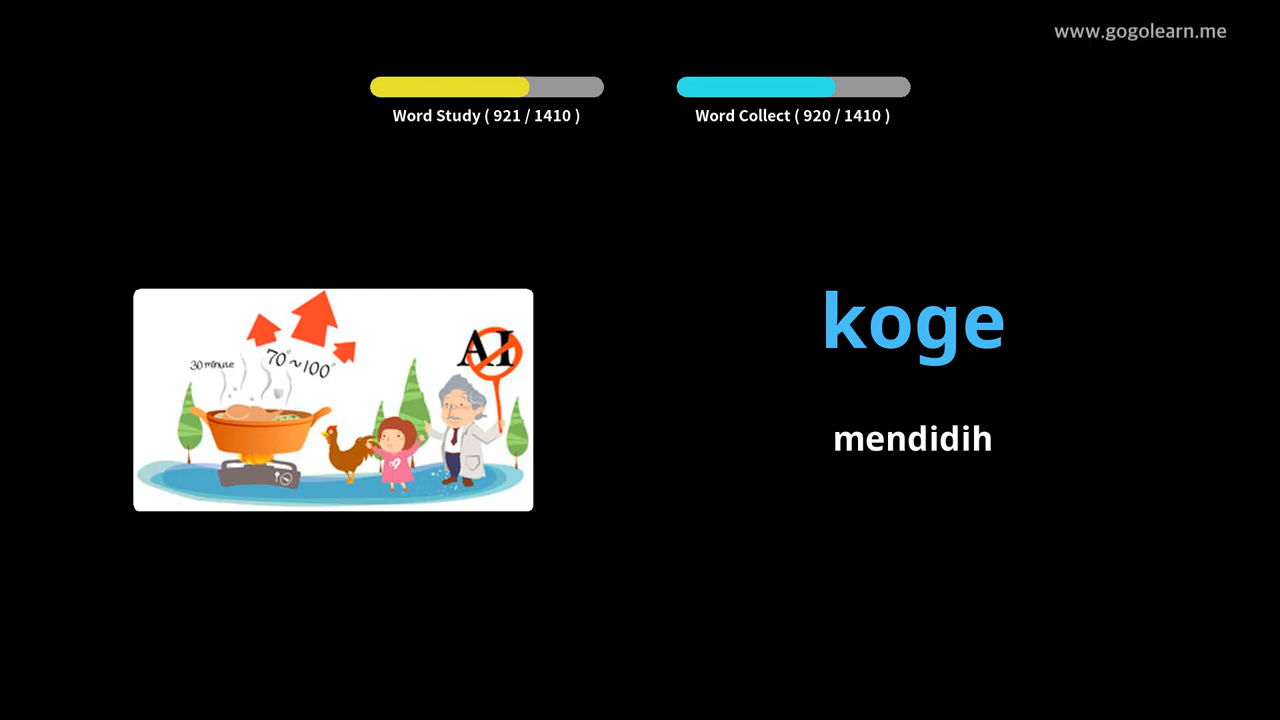 www.gogolearn.me
Word Study ( 921 / 1410 )
Word Collect ( 920 / 1410 )
30 minute
70°~100°
AI
koge
mendidih